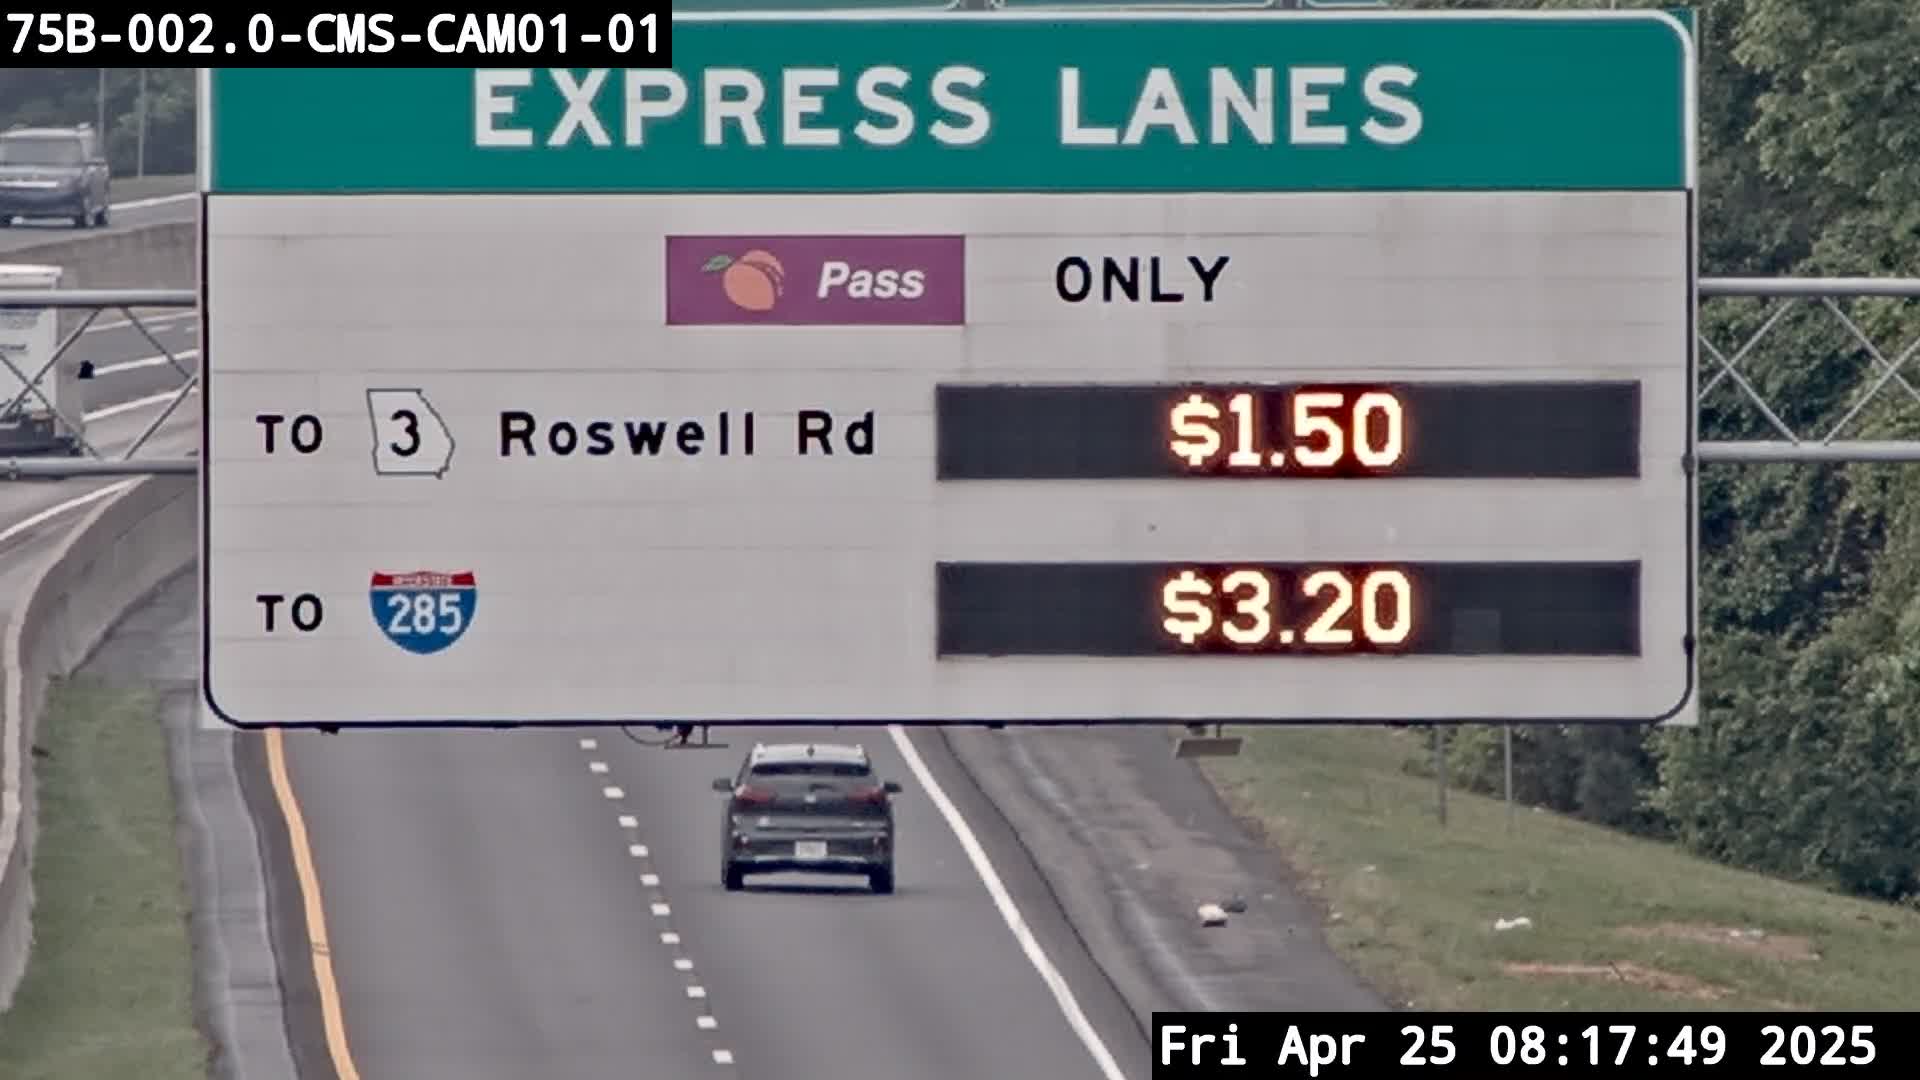 75B-002.0-CMS-CAM01-01
EXPRESS LANES
Pass ONLY
TO 3 Roswell Rd $1.50
INTERSTATE
TO 285 $3.20
Fri Apr 25 08:17:49 2025